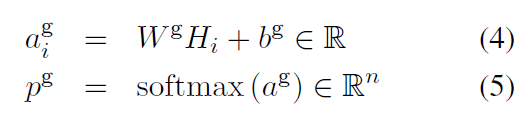 a_i^g = W^g H_i + b^g ∈ ℝ (4)
p^g = softmax (a^g) ∈ ℝ^n (5)